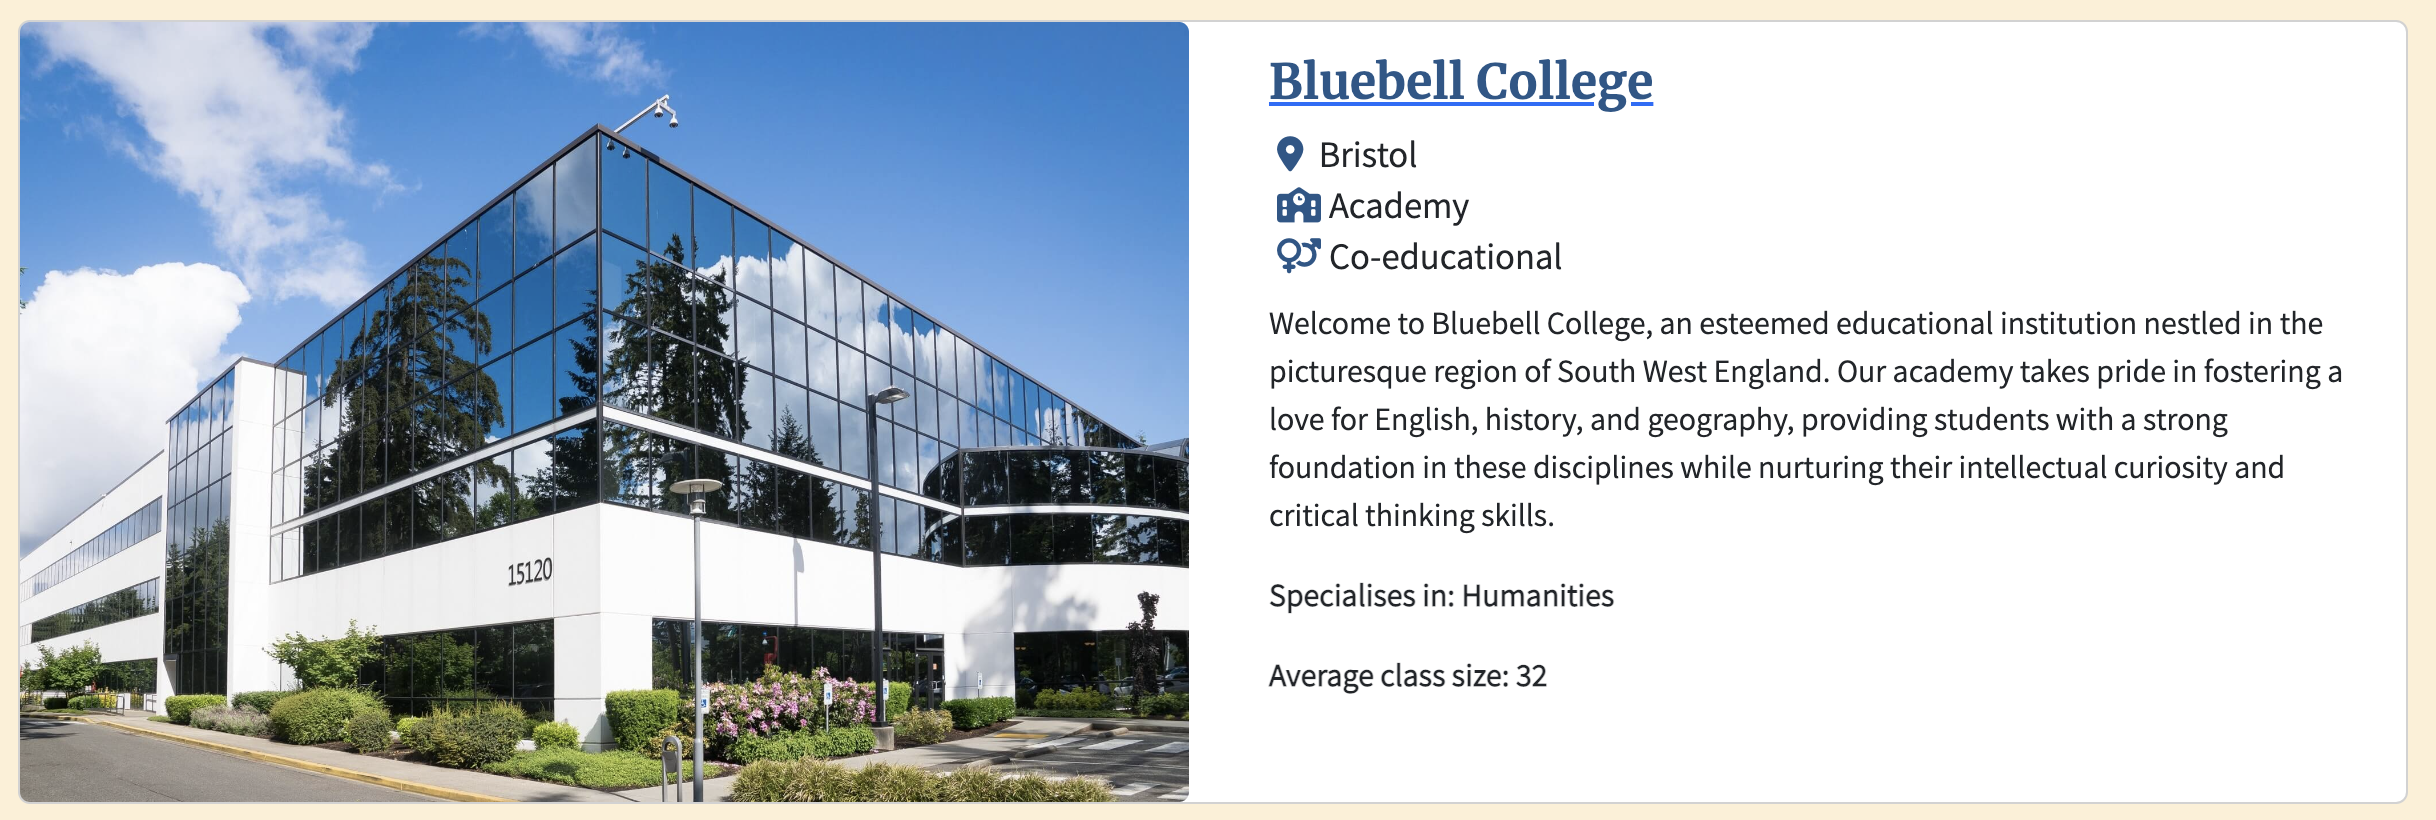 15120
Bluebell College
Bristol
Academy
Co-educational
Welcome to Bluebell College, an esteemed educational institution nestled in the
picturesque region of South West England. Our academy takes pride in fostering a
love for English, history, and geography, providing students with a strong
foundation in these disciplines while nurturing their intellectual curiosity and
critical thinking skills.
Specialises in: Humanities
Average class size: 32